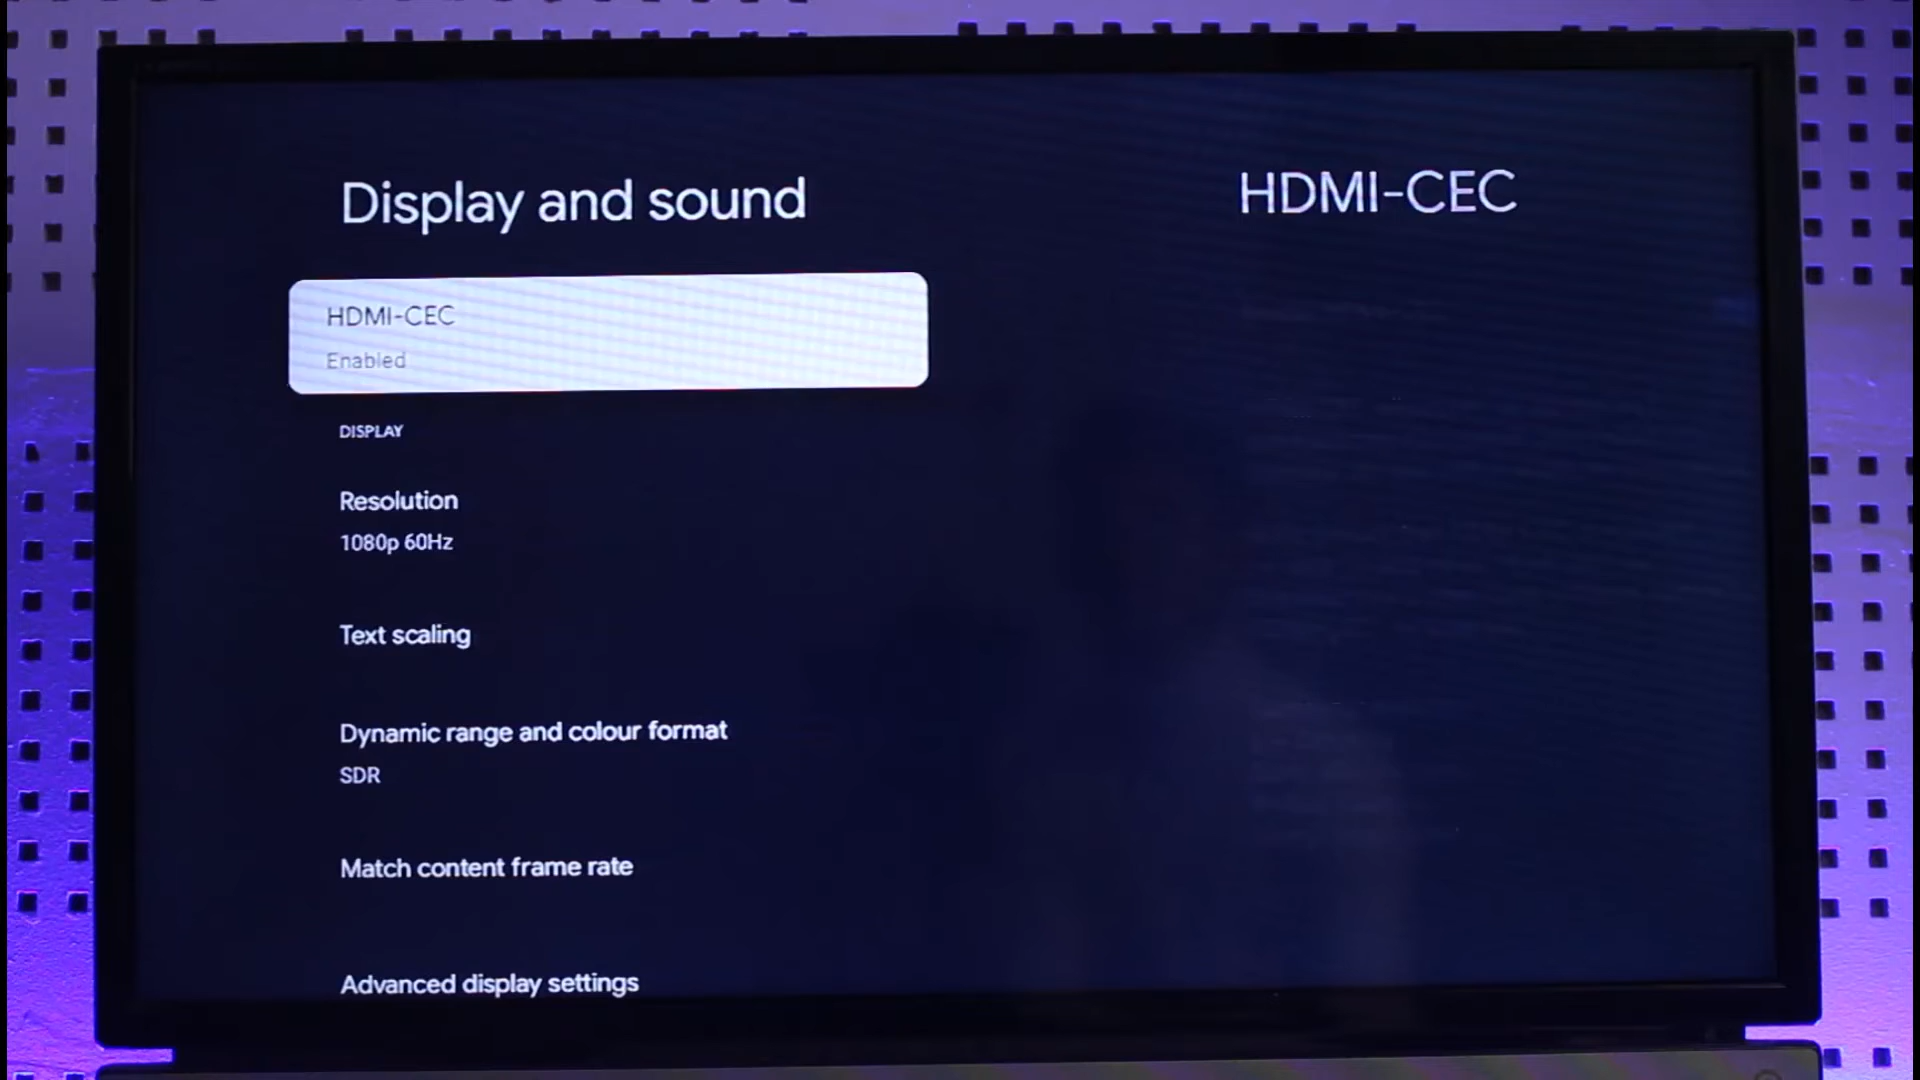 Display and sound
HDMI-CEC
Enabled
DISPLAY
Resolution
1080p 60Hz
Text scaling
Dynamic range and colour format
SDR
Match content frame rate
Advanced display settings
HDMI-CEC